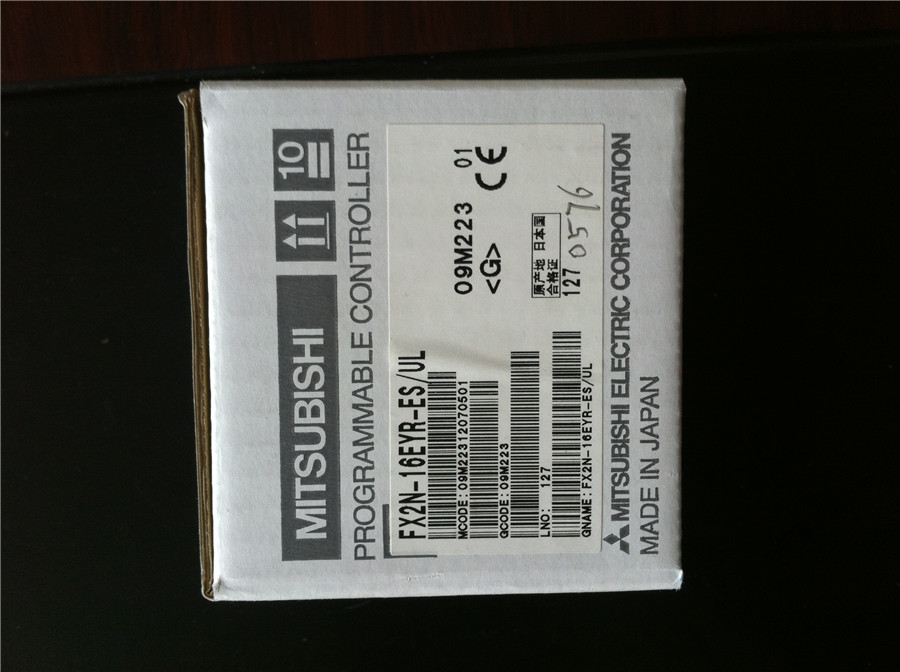 MITSUBISHI
10
PROGRAMMABLE CONTROLLER
FX2N-16EYR-ES/UL
09M223 01
<G>
CE
MCODE:09M22312070501
QCODE:09M223
LNO: 127
QNAME:FX2N-16EYR-ES/UL
原产地 日本国
合格证
127 0576
MITSUBISHI ELECTRIC CORPORATION
MADE IN JAPAN